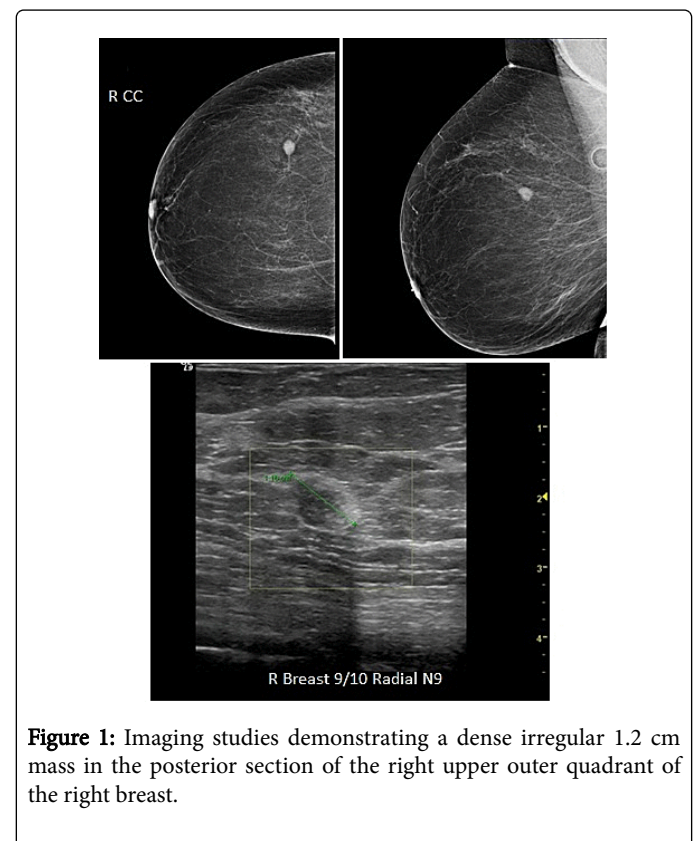 R CC
1
2
3
4
R Breast 9/10 Radial N9
Figure 1: Imaging studies demonstrating a dense irregular 1.2 cm
mass in the posterior section of the right upper outer quadrant of
the right breast.